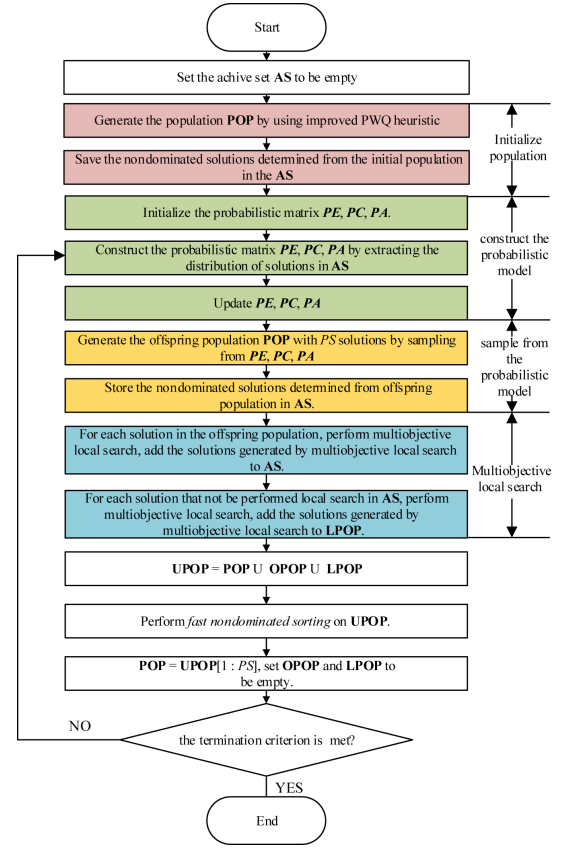 Start
Set the achive set AS to be empty
Generate the population POP by using improved PWQ heuristic
Save the nondominated solutions determined from the initial population
in the AS
Initialize
population
Initialize the probabilistic matrix PE, PC, PA.
Construct the probabilistic matrix PE, PC, PA by extracting the
distribution of solutions in AS
Update PE, PC, PA
construct the
probabilistic
model
Generate the offspring population POP with PS solutions by sampling
from PE, PC, PA
Store the nondominated solutions determined from offspring
population in AS.
sample from
the
probabilistic
model
For each solution in the offspring population, perform multiobjective
local search, add the solutions generated by multiobjective local search
to AS.
For each solution that not be performed local search in AS, perform
multiobjective local search, add the solutions generated by
multiobjective local search to LPOP.
Multiobjective
local search
UPOP = POP U OPOP U LPOP
Perform fast nondominated sorting on UPOP.
POP = UPOP[1 : PS], set OPOP and LPOP to
be empty.
NO
the termination criterion is met?
YES
End